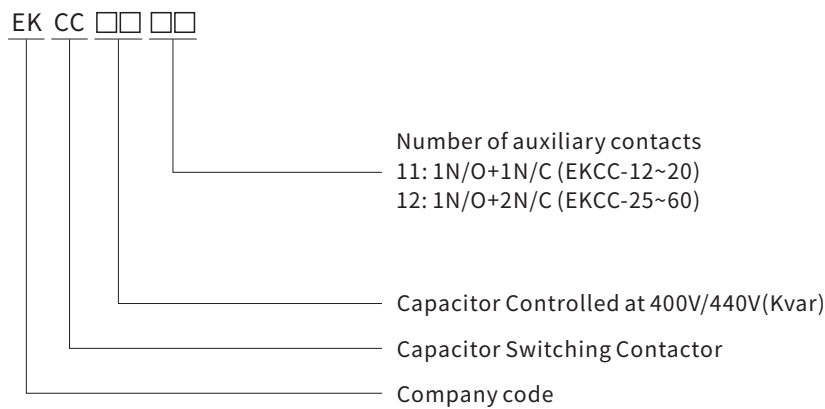 EK CC □□ □□
Number of auxiliary contacts
11: 1N/O+1N/C (EKCC-12~20)
12: 1N/O+2N/C (EKCC-25~60)
Capacitor Controlled at 400V/440V(Kvar)
Capacitor Switching Contactor
Company code